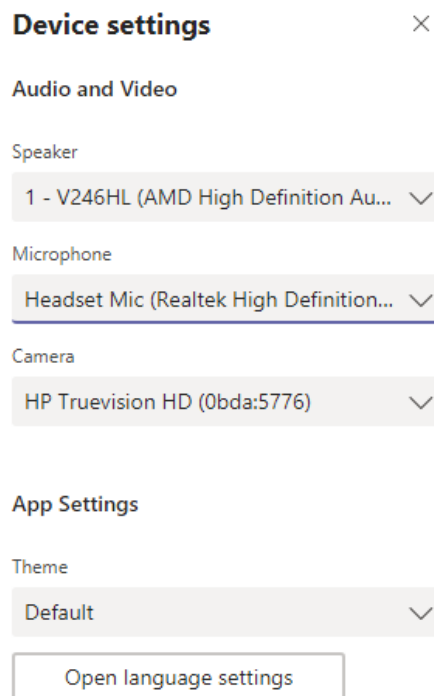 Device settings
Audio and Video
Speaker
1 - V246HL (AMD High Definition Au...
Microphone
Headset Mic (Realtek High Definition...
Camera
HP Truevision HD (0bda:5776)
App Settings
Theme
Default
Open language settings